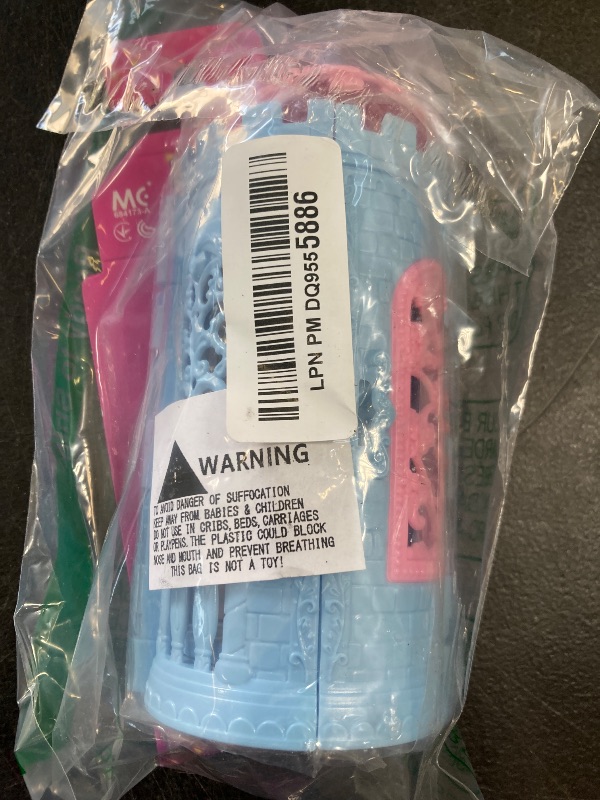 MC
LPN PM DQ9555886
WARNING
TO AVOID DANGER OF SUFFOCATION
KEEP AWAY FROM BABIES & CHILDREN
DO NOT USE IN CRIBS, BEDS, CARRIAGES
OR PLAYPENS. THE PLASTIC COULD BLOCK
NOSE AND MOUTH AND PREVENT BREATHING
THIS BAG IS NOT A TOY!